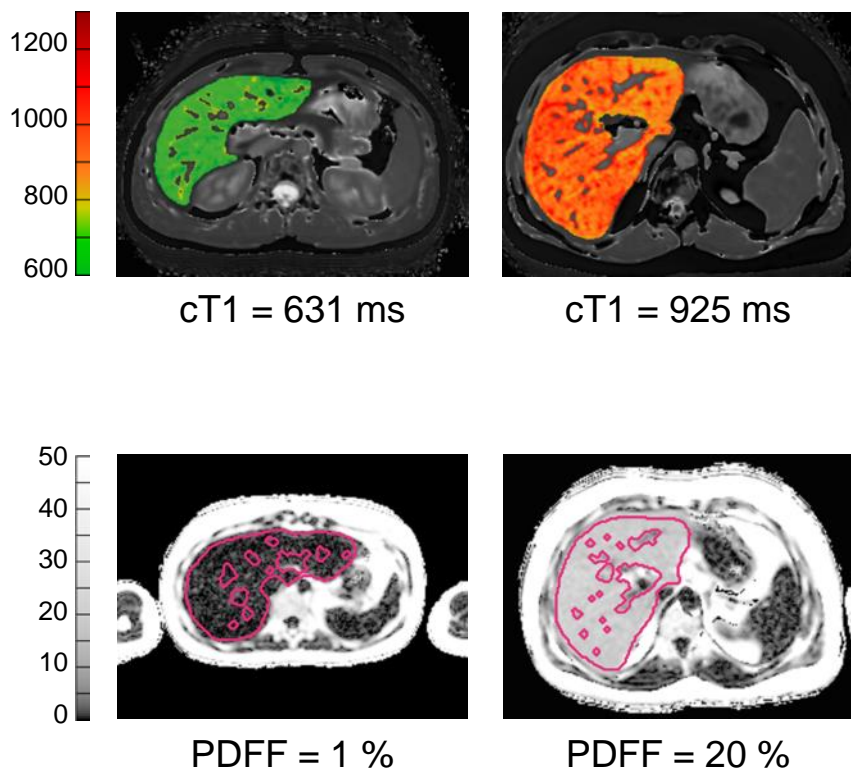 1200
1000
800
600
cT1 = 631 ms
cT1 = 925 ms
50
40
30
20
10
0
PDFF = 1 %
PDFF = 20 %